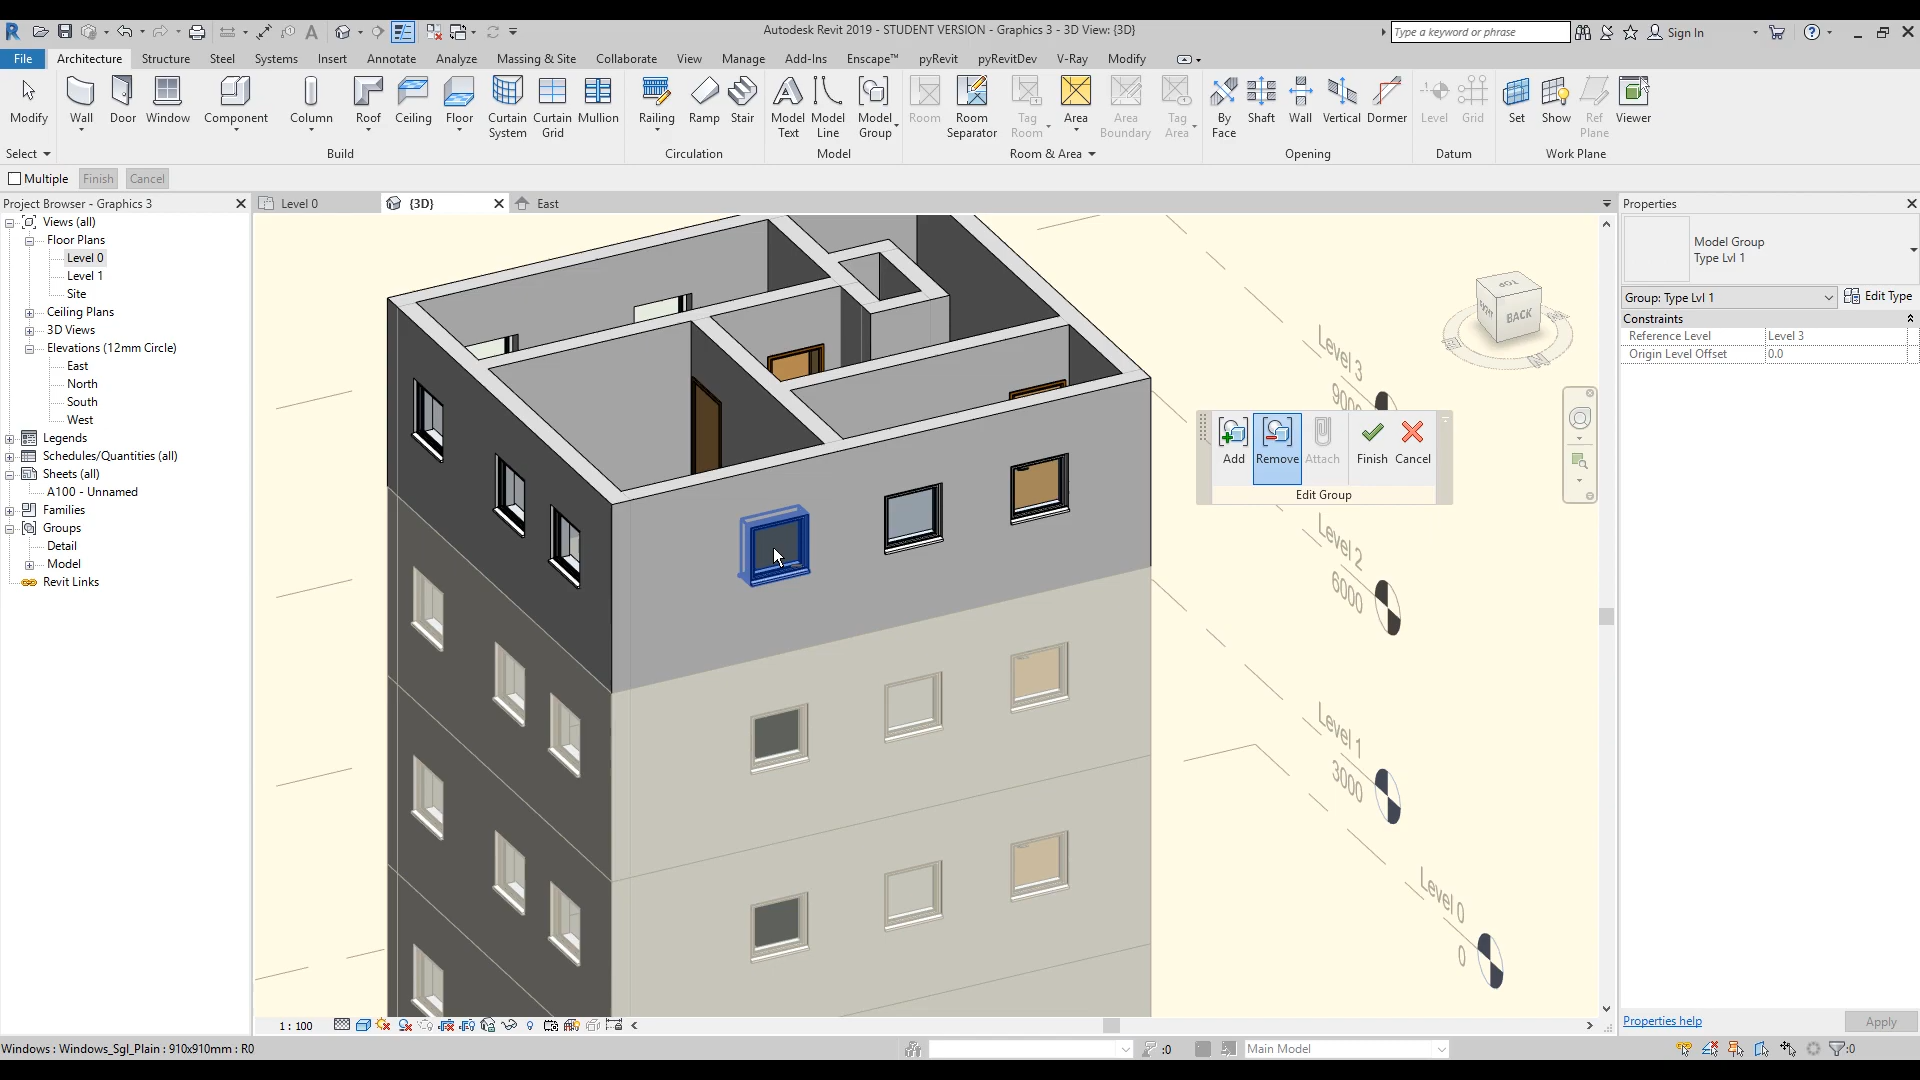 Autodesk Revit 2019 - STUDENT VERSION - Graphics 3 - 3D View: {3D}
Type a keyword or phrase
Sign In
File Architecture Structure Steel Systems Insert Annotate Analyze Massing & Site Collaborate View Manage Add-Ins Enscape™ pyRevit pyRevitDev V-Ray Modify
Modify Wall Door Window Component Column Roof Ceiling Floor Curtain System Curtain Grid Mullion Railing Ramp Stair Model Text Model Line Model Group Room Room Separator Tag Room Area Area Boundary Tag Area By Face Shaft Wall Vertical Dormer Level Grid Set Show Ref Plane Viewer
Select Build Circulation Model Room & Area Opening Datum Work Plane
Multiple Finish Cancel
Project Browser - Graphics 3
Views (all)
Floor Plans
Level 0
Level 1
Site
Ceiling Plans
3D Views
Elevations (12mm Circle)
East
North
South
West
Legends
Schedules/Quantities (all)
Sheets (all)
A100 - Unnamed
Families
Groups
Detail
Model
Revit Links
Level 0 {3D} East
TOP
BACK
Level 3
9000
Add Remove Attach Finish Cancel
Edit Group
Level 2
6000
Level 1
3000
Level 0
0
Properties
Model Group
Type Lvl 1
Group: Type Lvl 1 Edit Type
Constraints
Reference Level Level 3
Origin Level Offset 0.0
Properties help Apply
1 : 100
Windows : Windows_Sgl_Plain : 910x910mm : R0
:0 Main Model :0